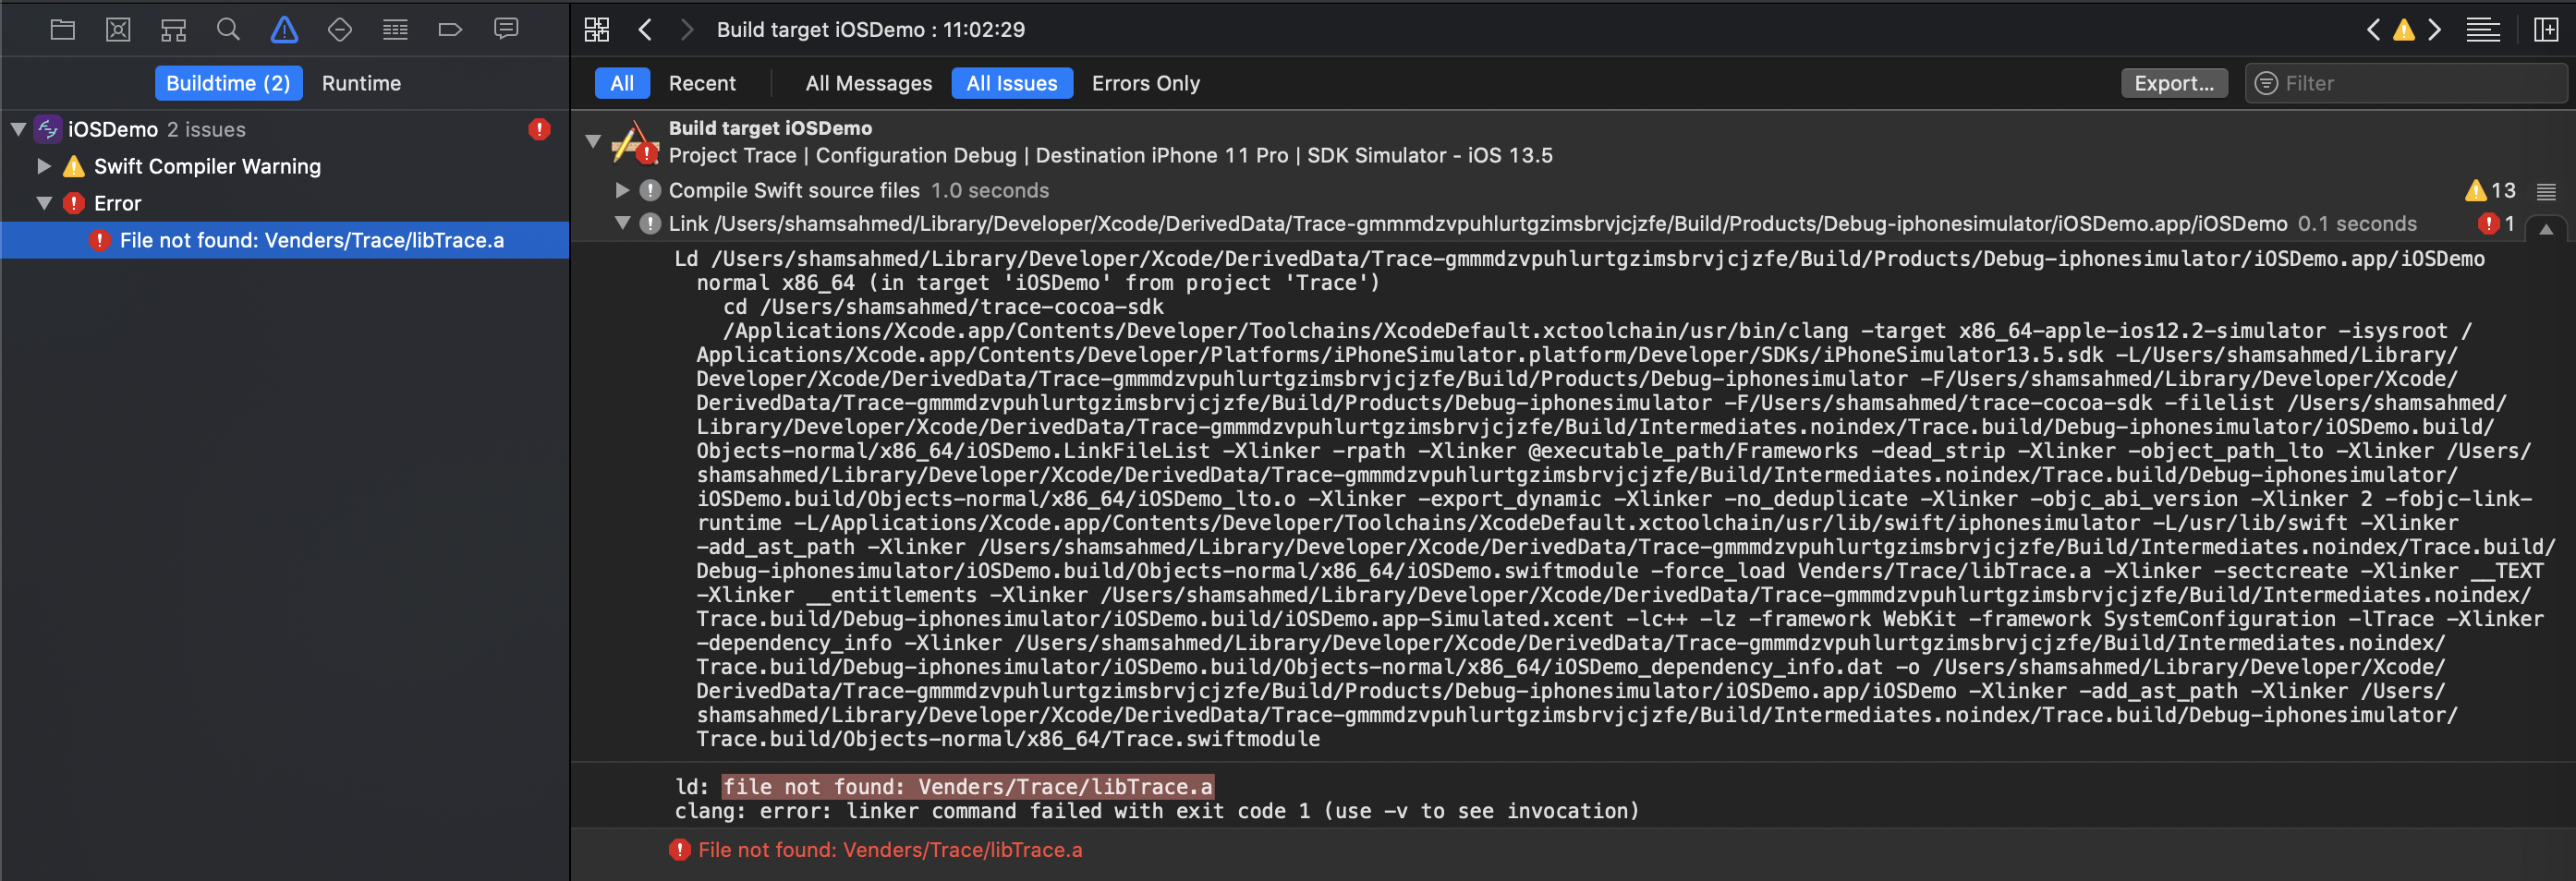 Build target iOSDemo : 11:02:29
Buildtime (2) Runtime
All Recent All Messages All Issues Errors Only Export... Filter
iOSDemo 2 issues
Swift Compiler Warning
Error
File not found: Venders/Trace/libTrace.a
Build target iOSDemo
Project Trace | Configuration Debug | Destination iPhone 11 Pro | SDK Simulator - iOS 13.5
Compile Swift source files 1.0 seconds 13
Link /Users/shamsahmed/Library/Developer/Xcode/DerivedData/Trace-gmmmdzvpuhlurtgzimsbrvjcjzfe/Build/Products/Debug-iphonesimulator/iOSDemo.app/iOSDemo 0.1 seconds 1
Ld /Users/shamsahmed/Library/Developer/Xcode/DerivedData/Trace-gmmmdzvpuhlurtgzimsbrvjcjzfe/Build/Products/Debug-iphonesimulator/iOSDemo.app/iOSDemo
normal x86_64 (in target 'iOSDemo' from project 'Trace')
cd /Users/shamsahmed/trace-cocoa-sdk
/Applications/Xcode.app/Contents/Developer/Toolchains/XcodeDefault.xctoolchain/usr/bin/clang -target x86_64-apple-ios12.2-simulator -isysroot /
Applications/Xcode.app/Contents/Developer/Platforms/iPhoneSimulator.platform/Developer/SDKs/iPhoneSimulator13.5.sdk -L/Users/shamsahmed/Library/
Developer/Xcode/DerivedData/Trace-gmmmdzvpuhlurtgzimsbrvjcjzfe/Build/Products/Debug-iphonesimulator -F/Users/shamsahmed/Library/Developer/Xcode/
DerivedData/Trace-gmmmdzvpuhlurtgzimsbrvjcjzfe/Build/Products/Debug-iphonesimulator -F/Users/shamsahmed/trace-cocoa-sdk -filelist /Users/shamsahmed/
Library/Developer/Xcode/DerivedData/Trace-gmmmdzvpuhlurtgzimsbrvjcjzfe/Build/Intermediates.noindex/Trace.build/Debug-iphonesimulator/iOSDemo.build/
Objects-normal/x86_64/iOSDemo.LinkFileList -Xlinker -rpath -Xlinker @executable_path/Frameworks -dead_strip -Xlinker -object_path_lto -Xlinker /Users/
shamsahmed/Library/Developer/Xcode/DerivedData/Trace-gmmmdzvpuhlurtgzimsbrvjcjzfe/Build/Intermediates.noindex/Trace.build/Debug-iphonesimulator/
iOSDemo.build/Objects-normal/x86_64/iOSDemo_lto.o -Xlinker -export_dynamic -Xlinker -no_deduplicate -Xlinker -objc_abi_version -Xlinker 2 -fobjc-link-
runtime -L/Applications/Xcode.app/Contents/Developer/Toolchains/XcodeDefault.xctoolchain/usr/lib/swift/iphonesimulator -L/usr/lib/swift -Xlinker
-add_ast_path -Xlinker /Users/shamsahmed/Library/Developer/Xcode/DerivedData/Trace-gmmmdzvpuhlurtgzimsbrvjcjzfe/Build/Intermediates.noindex/Trace.build/
Debug-iphonesimulator/iOSDemo.build/Objects-normal/x86_64/iOSDemo.swiftmodule -force_load Venders/Trace/libTrace.a -Xlinker -sectcreate -Xlinker __TEXT
-Xlinker __entitlements -Xlinker /Users/shamsahmed/Library/Developer/Xcode/DerivedData/Trace-gmmmdzvpuhlurtgzimsbrvjcjzfe/Build/Intermediates.noindex/
Trace.build/Debug-iphonesimulator/iOSDemo.build/iOSDemo.app-Simulated.xcent -lc++ -lz -framework WebKit -framework SystemConfiguration -lTrace -Xlinker
-dependency_info -Xlinker /Users/shamsahmed/Library/Developer/Xcode/DerivedData/Trace-gmmmdzvpuhlurtgzimsbrvjcjzfe/Build/Intermediates.noindex/
Trace.build/Debug-iphonesimulator/iOSDemo.build/Objects-normal/x86_64/iOSDemo_dependency_info.dat -o /Users/shamsahmed/Library/Developer/Xcode/
DerivedData/Trace-gmmmdzvpuhlurtgzimsbrvjcjzfe/Build/Products/Debug-iphonesimulator/iOSDemo.app/iOSDemo -Xlinker -add_ast_path -Xlinker /Users/
shamsahmed/Library/Developer/Xcode/DerivedData/Trace-gmmmdzvpuhlurtgzimsbrvjcjzfe/Build/Intermediates.noindex/Trace.build/Debug-iphonesimulator/
Trace.build/Objects-normal/x86_64/Trace.swiftmodule
ld: file not found: Venders/Trace/libTrace.a
clang: error: linker command failed with exit code 1 (use -v to see invocation)
File not found: Venders/Trace/libTrace.a